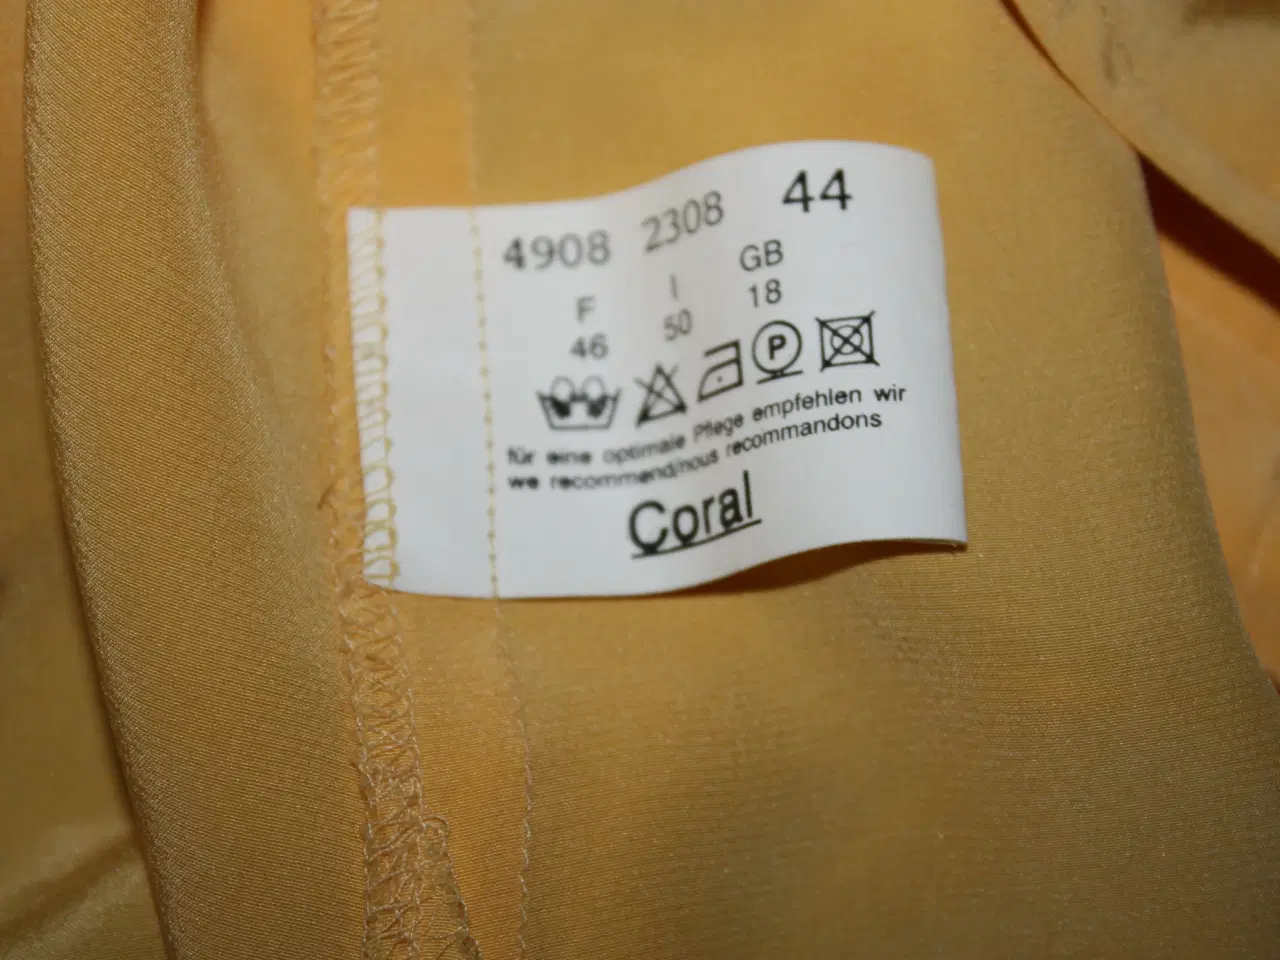 4908 2308 44
F I GB
46 50 18
P
für eine optimale Pflege empfehlen wir
we recommend/nous recommandons
Coral